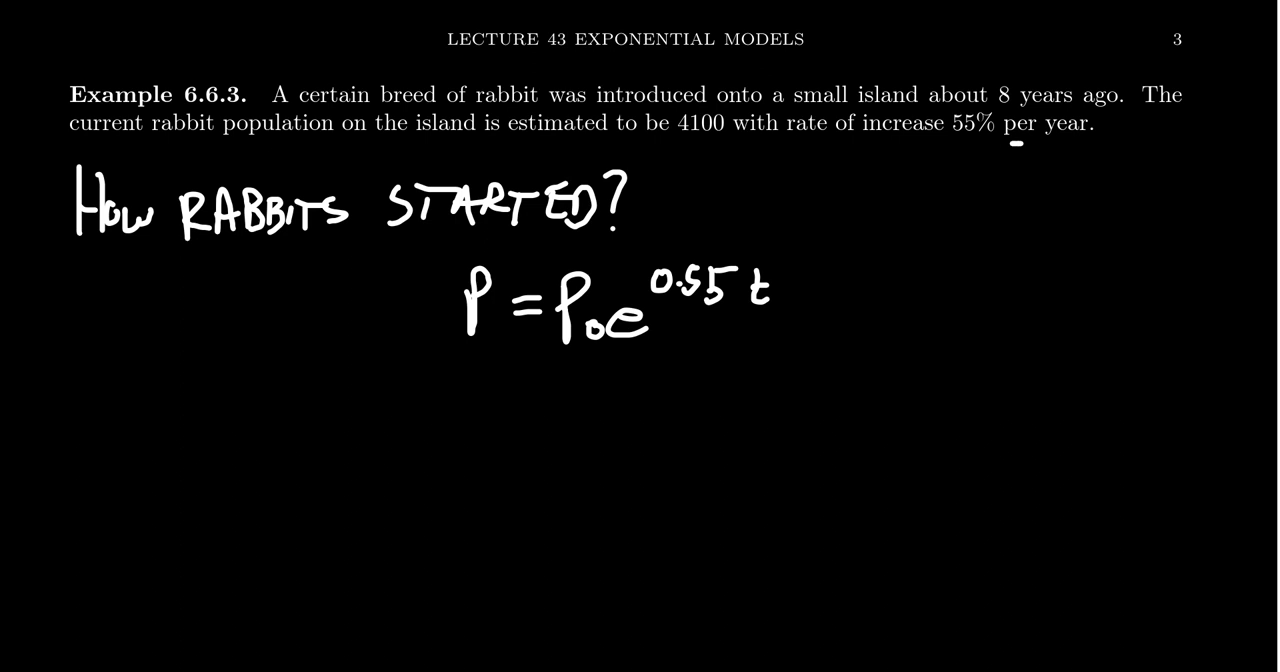 LECTURE 43 EXPONENTIAL MODELS 3
Example 6.6.3. A certain breed of rabbit was introduced onto a small island about 8 years ago. The
current rabbit population on the island is estimated to be 4100 with rate of increase 55% per year.
HOW RABBITS STARTED?
P = P₀e^0.55t